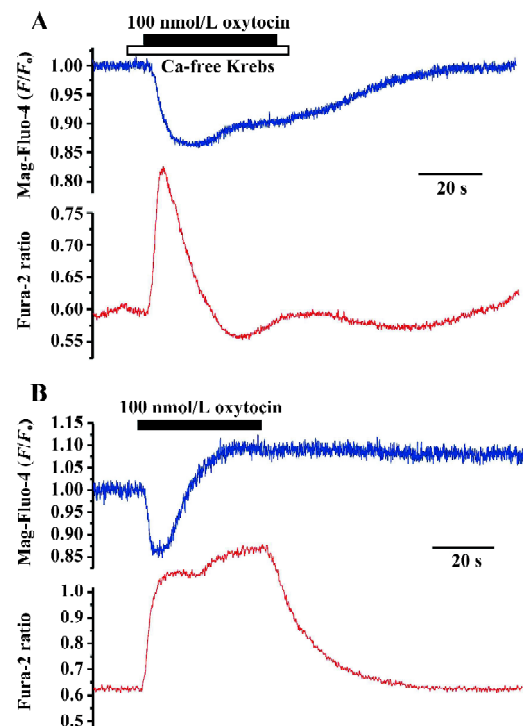 A
100 nmol/L oxytocin
Ca-free Krebs
Mag-Fluo-4 (F/Fo)
1.00
0.95
0.90
0.85
0.80
20 s
Fura-2 ratio
0.75
0.70
0.65
0.60
0.55
B
100 nmol/L oxytocin
Mag-Fluo-4 (F/Fo)
1.15
1.10
1.05
1.00
0.95
0.90
0.85
20 s
Fura-2 ratio
1.0
0.9
0.8
0.7
0.6
0.5